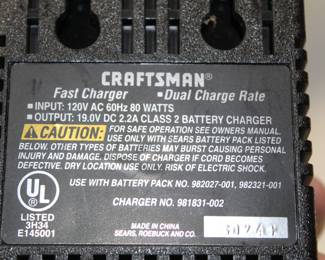 CRAFTSMAN®
Fast Charger • Dual Charge Rate
■ INPUT: 120V AC 60Hz 80 WATTS
■ OUTPUT: 19.0V DC 2.2A CLASS 2 BATTERY CHARGER
CAUTION: FOR SAFE OPERATION SEE OWNERS MANUAL.
USE ONLY WITH SEARS BATTERY PACK LISTED
BELOW. OTHER TYPES OF BATTERIES MAY BURST CAUSING PERSONAL
INJURY AND DAMAGE. DISPOSE OF CHARGER IF CORD BECOMES
DEFECTIVE. DRY LOCATION USE ONLY. RISK OF ELECTRIC SHOCK.
UL
LISTED
3H34
E145001
USE WITH BATTERY PACK NO. 982027-001, 982321-001
CHARGER NO. 981831-002
MADE IN CHINA
SEARS, ROEBUCK AND CO.